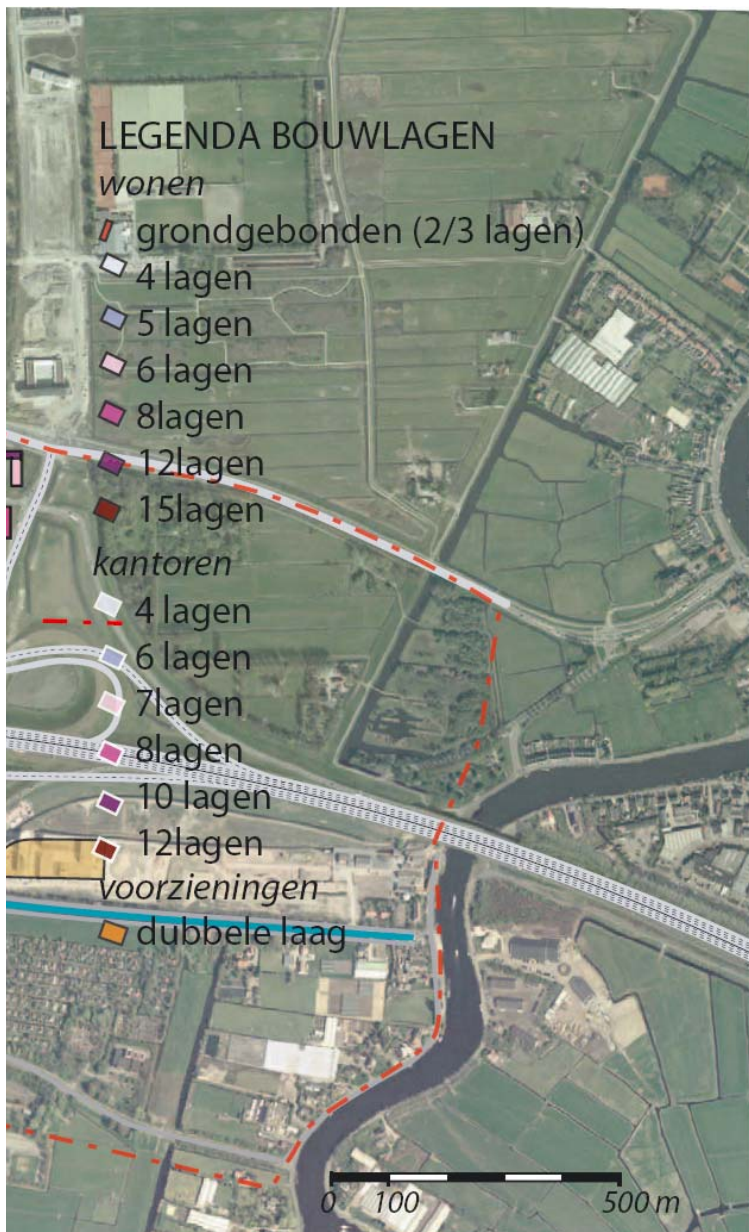 LEGENDA BOUWLAGEN
wonen
grondgebonden (2/3 lagen)
4 lagen
5 lagen
6 lagen
8lagen
12lagen
15lagen
kantoren
4 lagen
6 lagen
7lagen
8lagen
10 lagen
12lagen
voorzieningen
dubbele laag
0 100 500 m